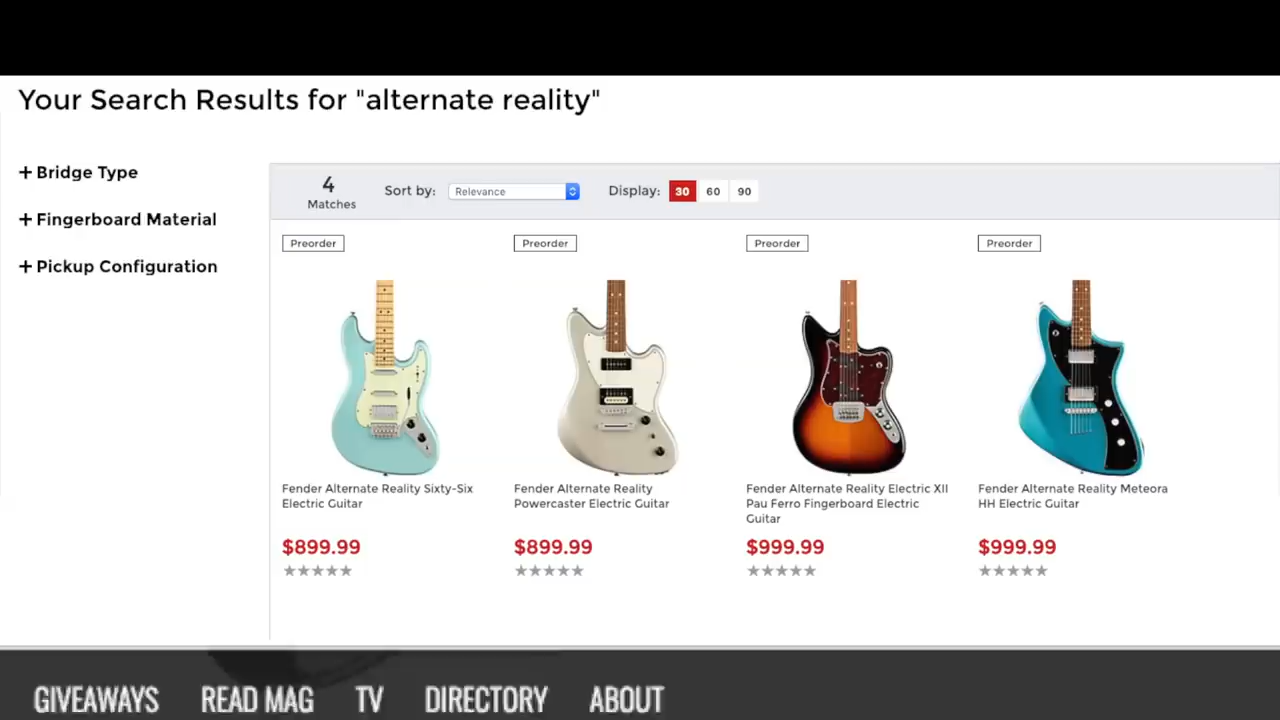 Your Search Results for "alternate reality"
+ Bridge Type
+ Fingerboard Material
+ Pickup Configuration
4
Matches
Sort by:
Relevance
Display:
30
60
90
Preorder
Fender Alternate Reality Sixty-Six
Electric Guitar
$899.99
Preorder
Fender Alternate Reality
Powercaster Electric Guitar
$899.99
Preorder
Fender Alternate Reality Electric XII
Pau Ferro Fingerboard Electric
Guitar
$999.99
Preorder
Fender Alternate Reality Meteora
HH Electric Guitar
$999.99
GIVEAWAYS READ MAG TV DIRECTORY ABOUT